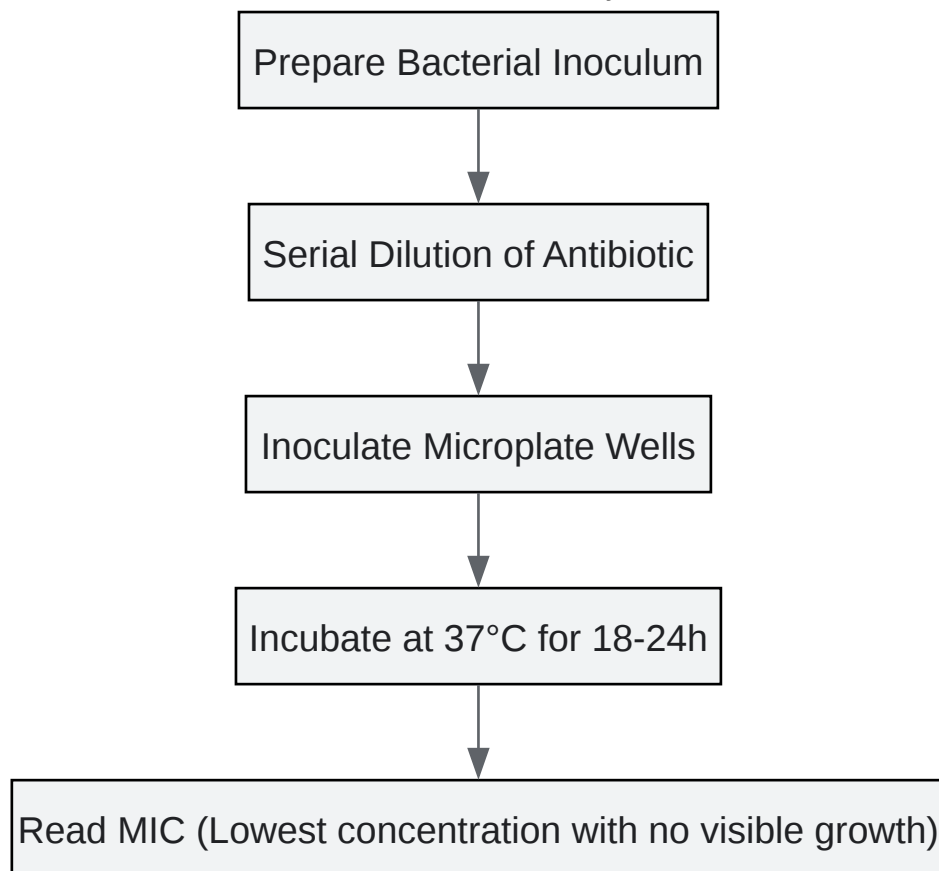 Prepare Bacterial Inoculum
Serial Dilution of Antibiotic
Inoculate Microplate Wells
Incubate at 37°C for 18-24h
Read MIC (Lowest concentration with no visible growth)